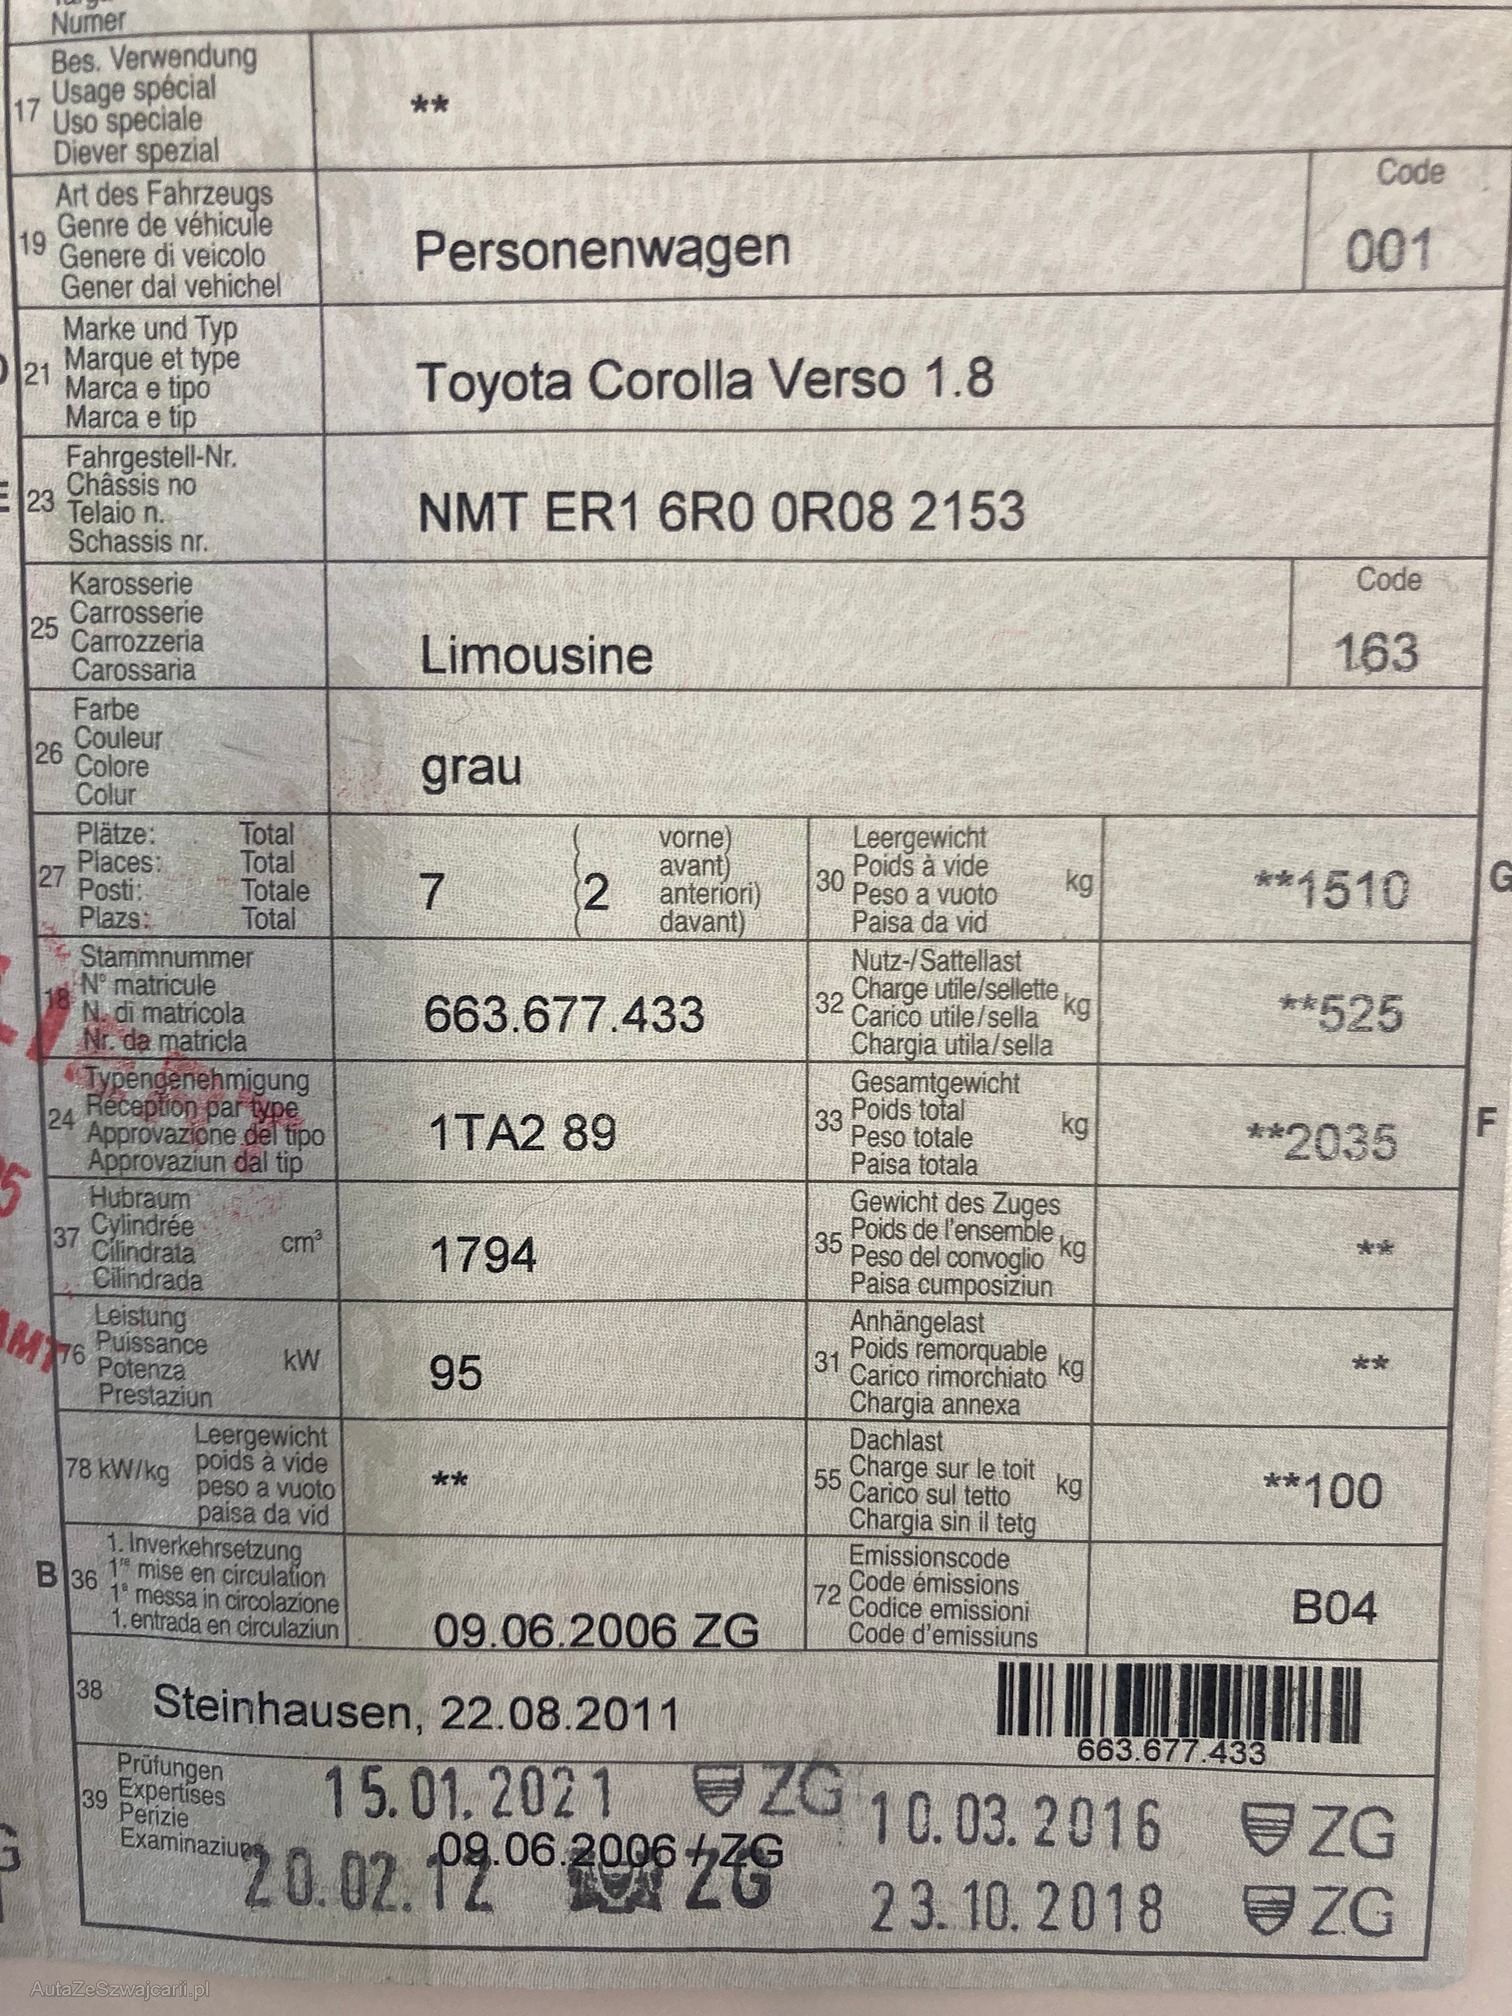 Numer
17
Bes. Verwendung
Usage spécial
Uso speciale
Diever spezial
**
19
Art des Fahrzeugs
Genre de véhicule
Genere di veicolo
Gener dal vehichel
Personenwagen
Code
001
21
Marke und Typ
Marque et type
Marca e tipo
Marca e tip
Toyota Corolla Verso 1.8
E
23
Fahrgestell-Nr.
Châssis no
Telaio n.
Schassis nr.
NMT ER1 6R0 0R08 2153
25
Karosserie
Carrosserie
Carrozzeria
Carossaria
Limousine
Code
163
26
Farbe
Couleur
Colore
Colur
grau
27
Plätze: Total
Places: Total
Posti: Totale
Plazs: Total
7
(2
vorne)
avant)
anteriori)
davant)
30
Leergewicht
Poids à vide
Peso a vuoto
Paisa da vid
kg
**1510
G
18
Stammnummer
N° matricule
N. di matricola
Nr. da matricla
663.677.433
32
Nutz-/Sattellast
Charge utile/sellette
Carico utile/sella
Chargia utila/sella
kg
**525
24
Typengenehmigung
Réception par type
Approvazione del tipo
Approvaziun dal tip
1TA2 89
33
Gesamtgewicht
Poids total
Peso totale
Paisa totala
kg
**2035
F
37
Hubraum
Cylindrée
Cilindrata
Cilindrada
cm³
1794
35
Gewicht des Zuges
Poids de l'ensemble
Peso del convoglio
Paisa cumposiziun
kg
**
76
Leistung
Puissance
Potenza
Prestaziun
kW
95
31
Anhängelast
Poids remorquable
Carico rimorchiato
Chargia annexa
kg
**
78 kW/kg
Leergewicht
poids à vide
peso a vuoto
paisa da vid
**
55
Dachlast
Charge sur le toit
Carico sul tetto
Chargia sin il tetg
kg
**100
B
36
1. Inverkehrsetzung
1re mise en circulation
1a messa in circolazione
1. entrada en circulaziun
09.06.2006 ZG
72
Emissionscode
Code émissions
Codice emissioni
Code d'emissiuns
B04
38
Steinhausen, 22.08.2011
663.677.433
39
Prüfungen
Expertises
Perizie
Examinaziuns
15.01.2021 ZG
10.03.2016 ZG
09.06.2006 / ZG
20.02.12 ZG
23.10.2018 ZG
AutaZeSzwajcarii.pl